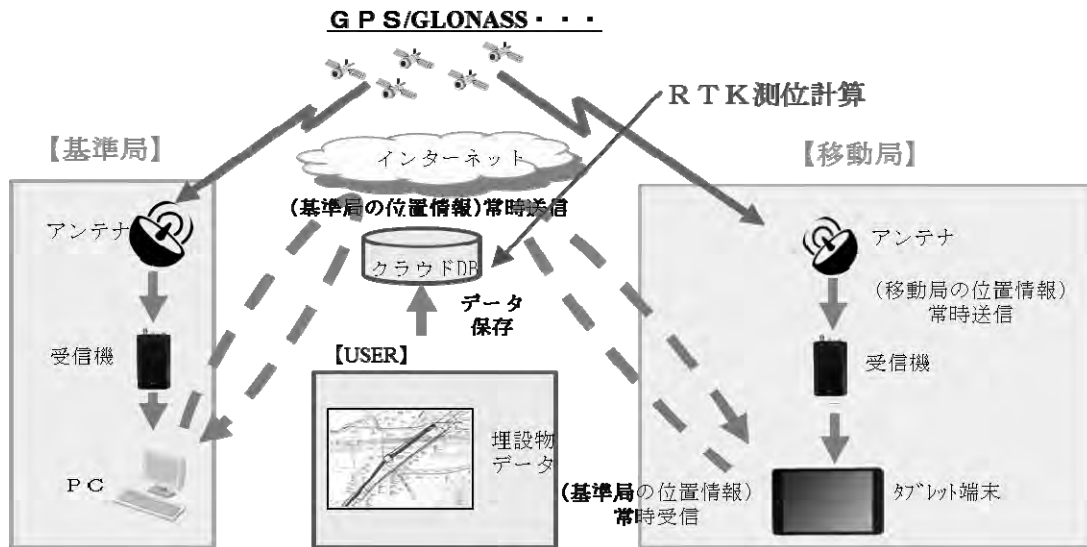 ＧＰＳ/GLONASS・・・
ＲＴＫ測位計算
【基準局】
インターネット
【移動局】
(基準局の位置情報)常時送信
アンテナ
クラウドDB
アンテナ
データ
保存
(移動局の位置情報)
常時送信
受信機
【USER】
受信機
埋設物
データ
ＰＣ
(基準局の位置情報)
常時受信
ﾀﾌﾞﾚｯﾄ端末